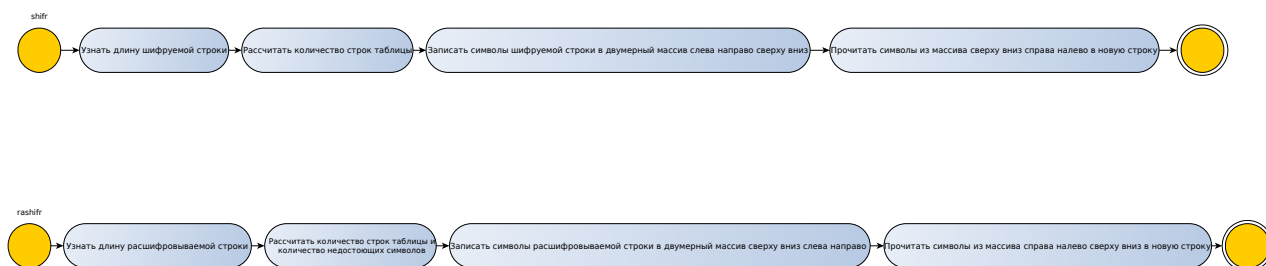 shifr
Узнать длину шифруемой строки
Рассчитать количество строк таблицы
Записать символы шифруемой строки в двумерный массив слева направо сверху вниз
Прочитать символы из массива сверху вниз справа налево в новую строку
rashifr
Узнать длину расшифровываемой строки
Рассчитать количество строк таблицы и
количество недостоющих символов
Записать символы расшифровываемой строки в двумерный массив сверху вниз слева направо
Прочитать символы из массива справа налево сверху вниз в новую строку